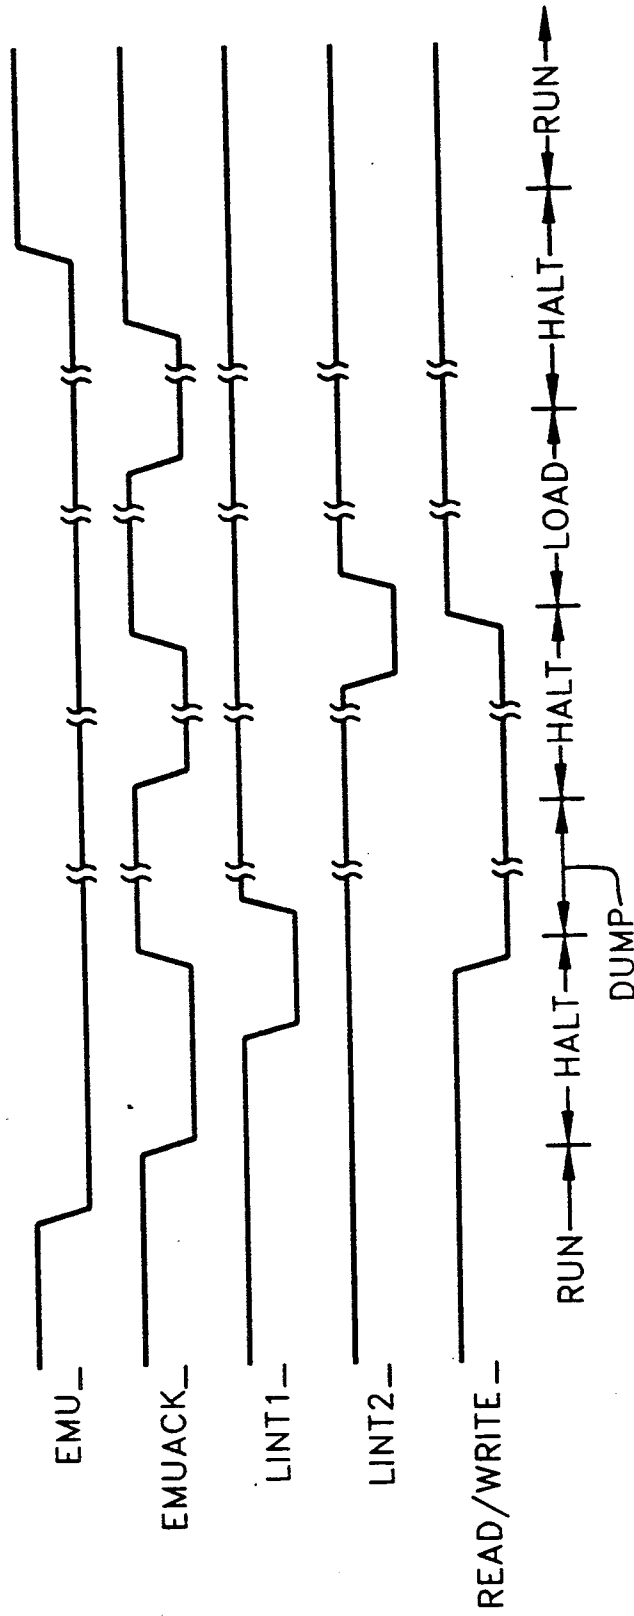 EMU_
EMUACK_
LINT1_
LINT2_
READ/WRITE_
RUN HALT HALT LOAD HALT RUN
DUMP